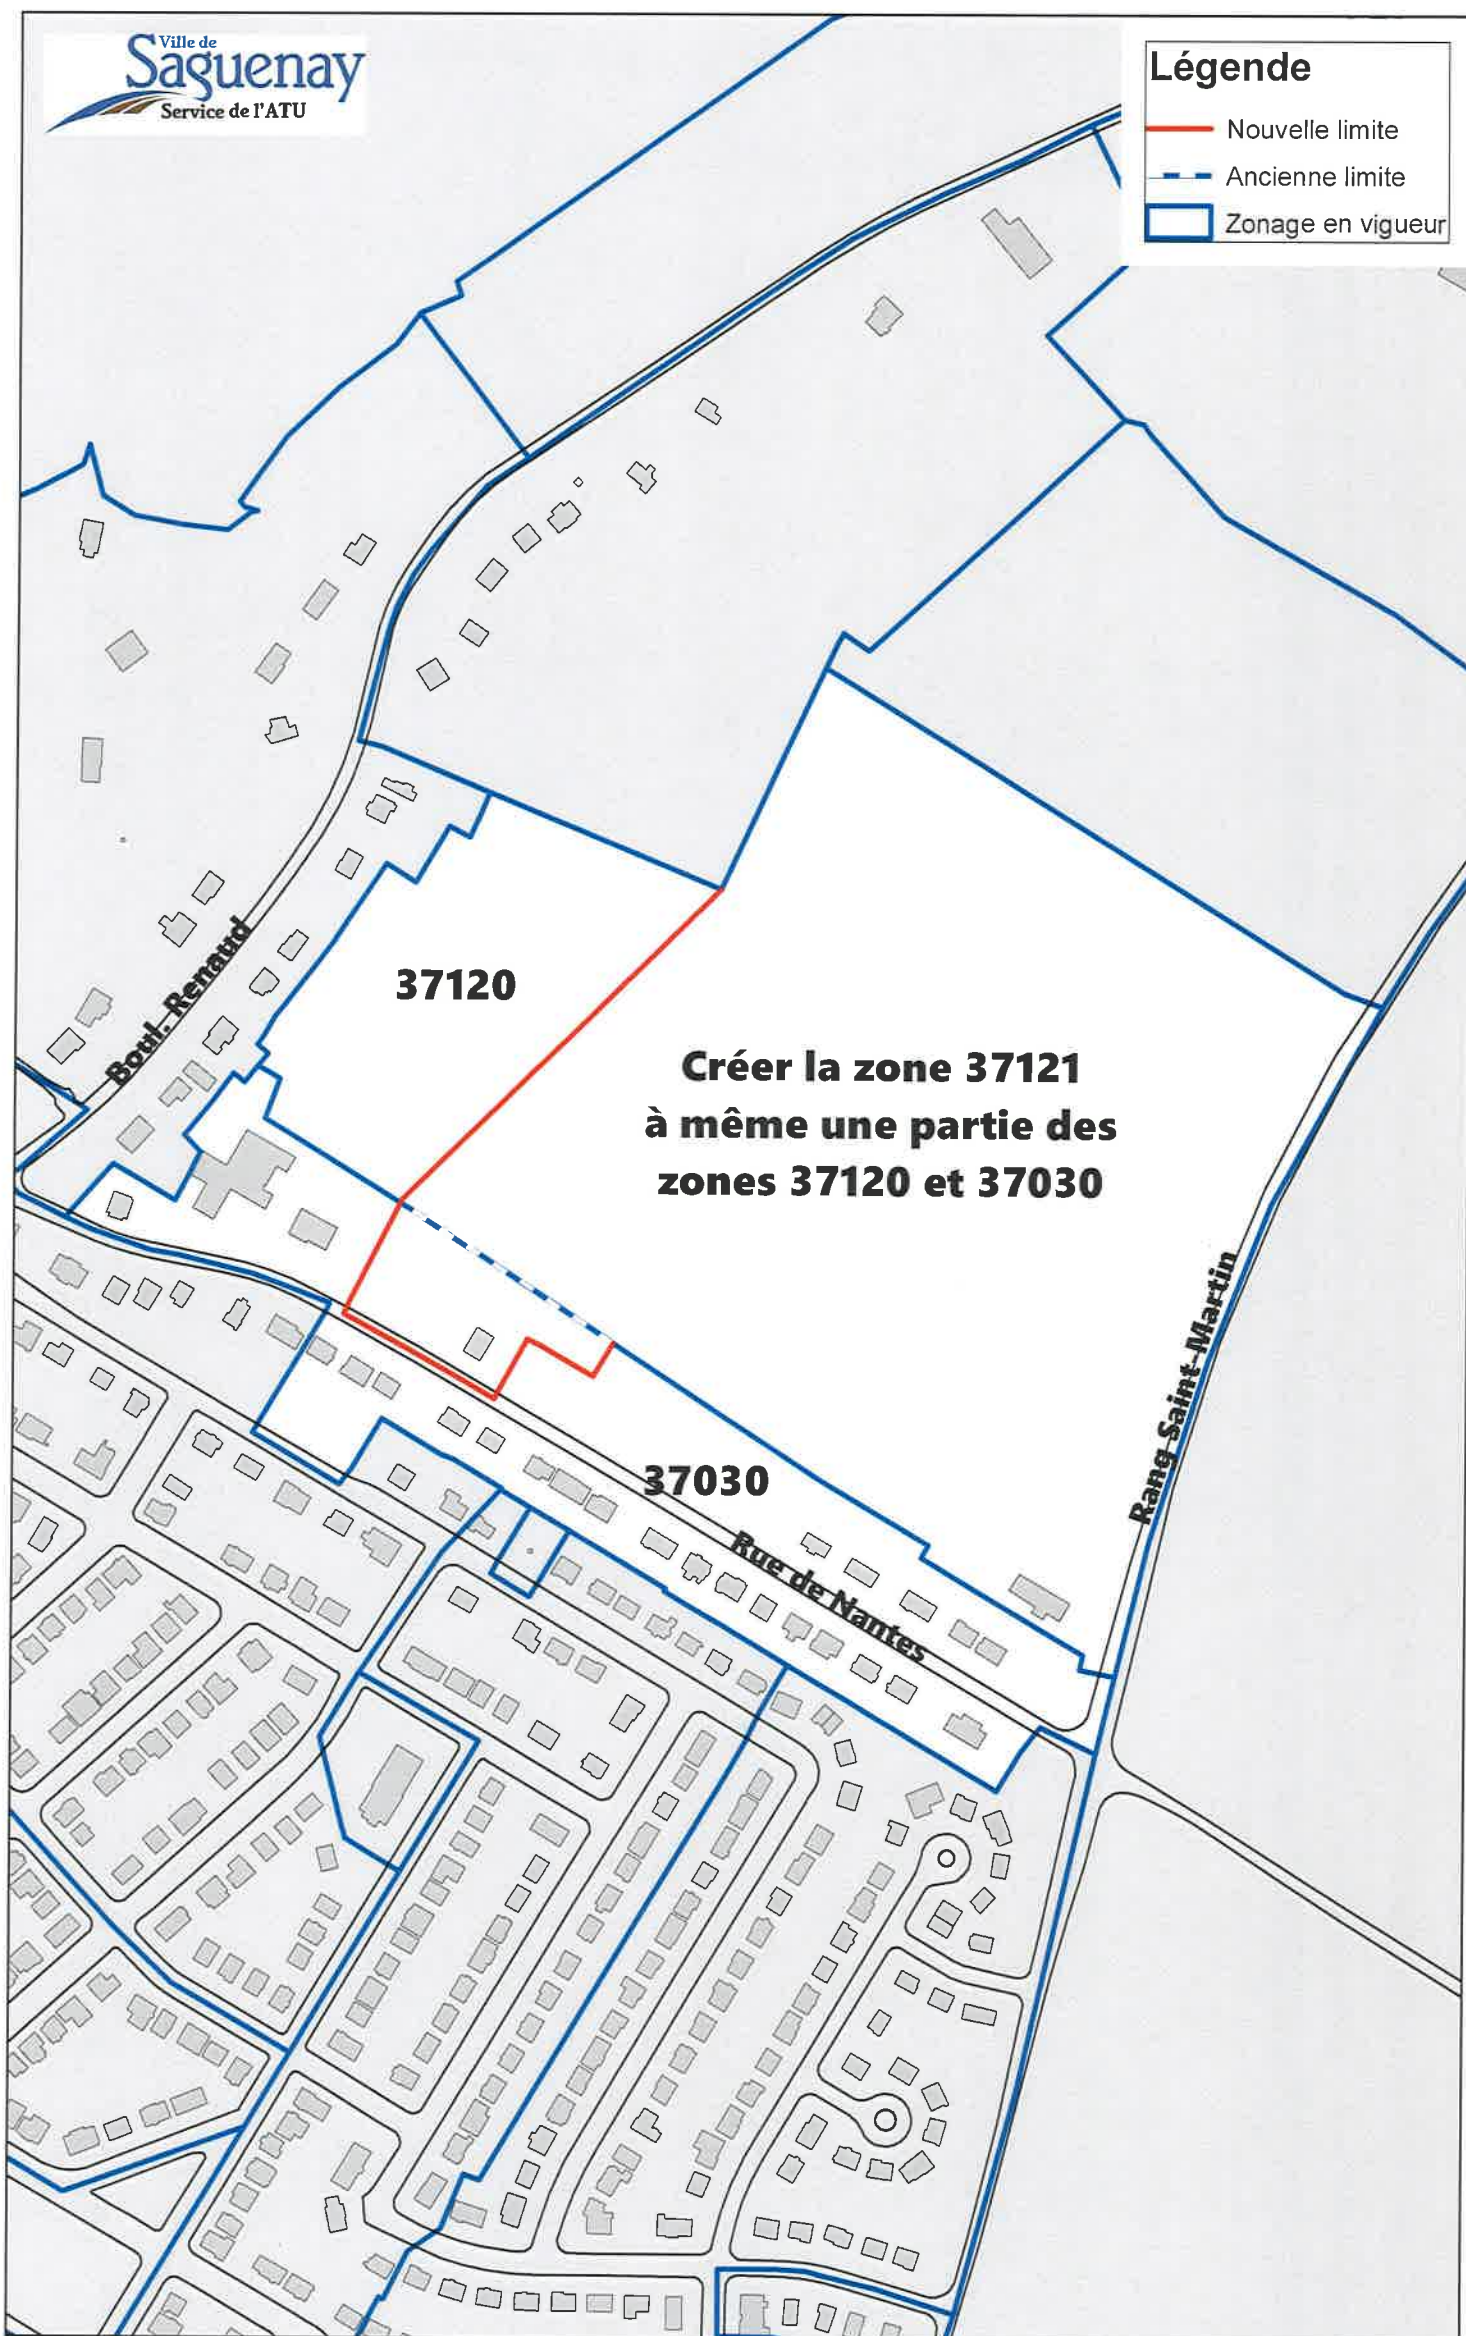 Ville de
Saguenay
Service de l'ATU
Légende
Nouvelle limite
Ancienne limite
Zonage en vigueur
Boul. Renaud
37120
Créer la zone 37121
à même une partie des
zones 37120 et 37030
Rang Saint-Martin
37030
Rue de Nantes